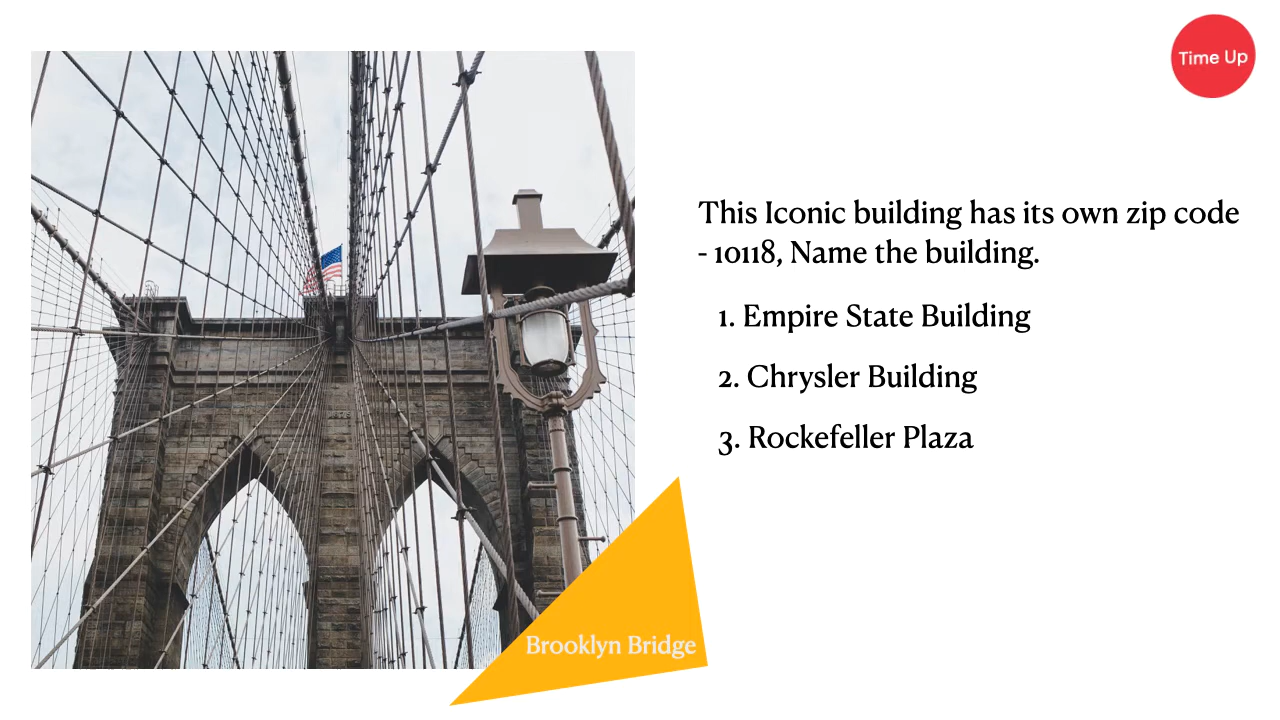 Time Up
This Iconic building has its own zip code
- 10118, Name the building.
1. Empire State Building
2. Chrysler Building
3. Rockefeller Plaza
Brooklyn Bridge